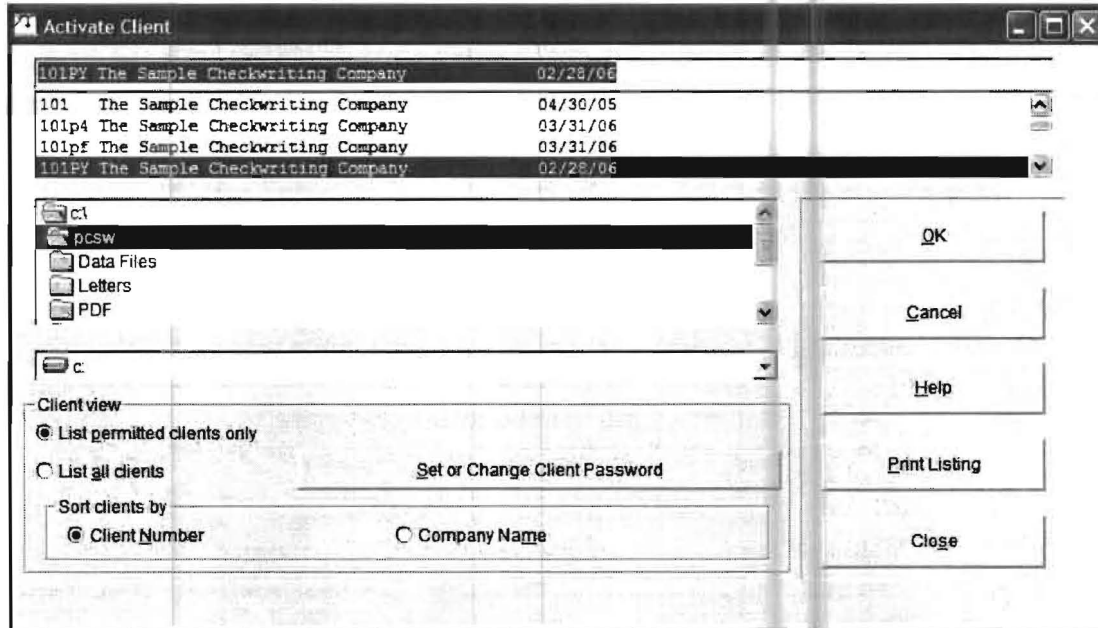 Activate Client
101PY The Sample Checkwriting Company 02/28/06
101 The Sample Checkwriting Company 04/30/05
101p4 The Sample Checkwriting Company 03/31/06
101pf The Sample Checkwriting Company 03/31/06
101PY The Sample Checkwriting Company 02/28/06
c:\
pcsw
Data Files
Letters
PDF
c:
Client view
List permitted clients only
List all clients
Set or Change Client Password
Sort clients by
Client Number
Company Name
OK
Cancel
Help
Print Listing
Close